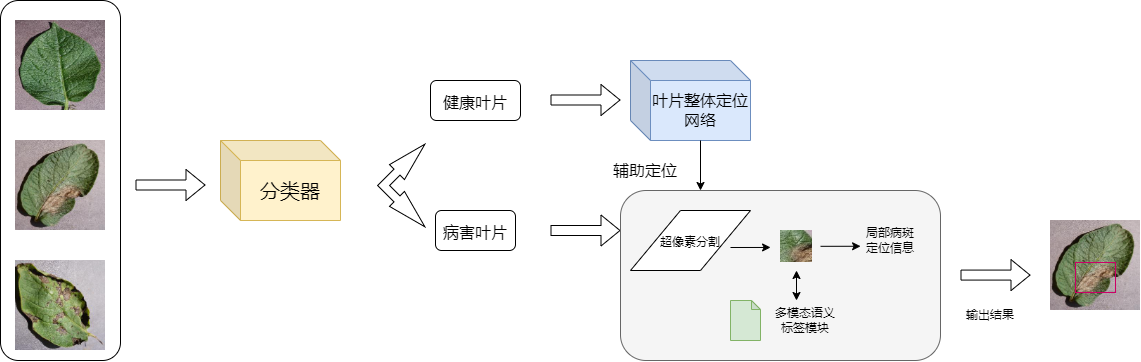 分类器
健康叶片
病害叶片
叶片整体定位
网络
辅助定位
超像素分割
局部病斑
定位信息
多模态语义
标签模块
输出结果